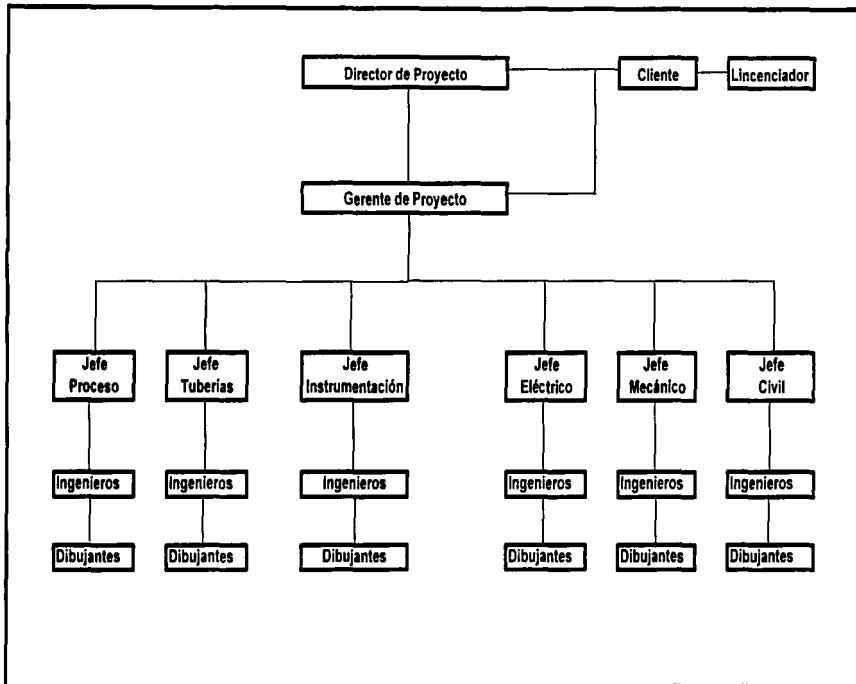 Director de Proyecto
Cliente
Lincenciador
Gerente de Proyecto
Jefe
Proceso
Jefe
Tuberías
Jefe
Instrumentación
Jefe
Eléctrico
Jefe
Mecánico
Jefe
Civil
Ingenieros
Ingenieros
Ingenieros
Ingenieros
Ingenieros
Ingenieros
Dibujantes
Dibujantes
Dibujantes
Dibujantes
Dibujantes
Dibujantes